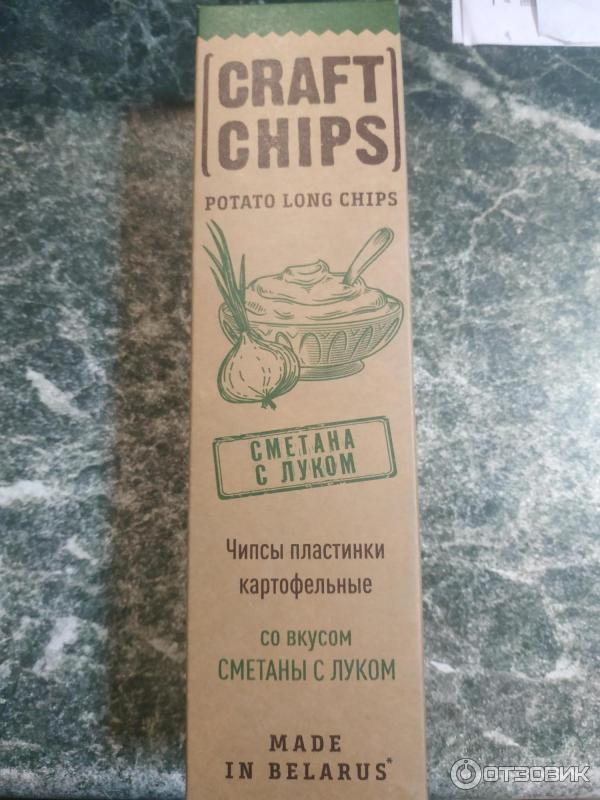 CRAFT
CHIPS
POTATO LONG CHIPS
СМЕТАНА
С ЛУКОМ
Чипсы пластинки
картофельные
со вкусом
СМЕТАНЫ С ЛУКОМ
MADE
IN BELARUS*
ОТЗОВИК